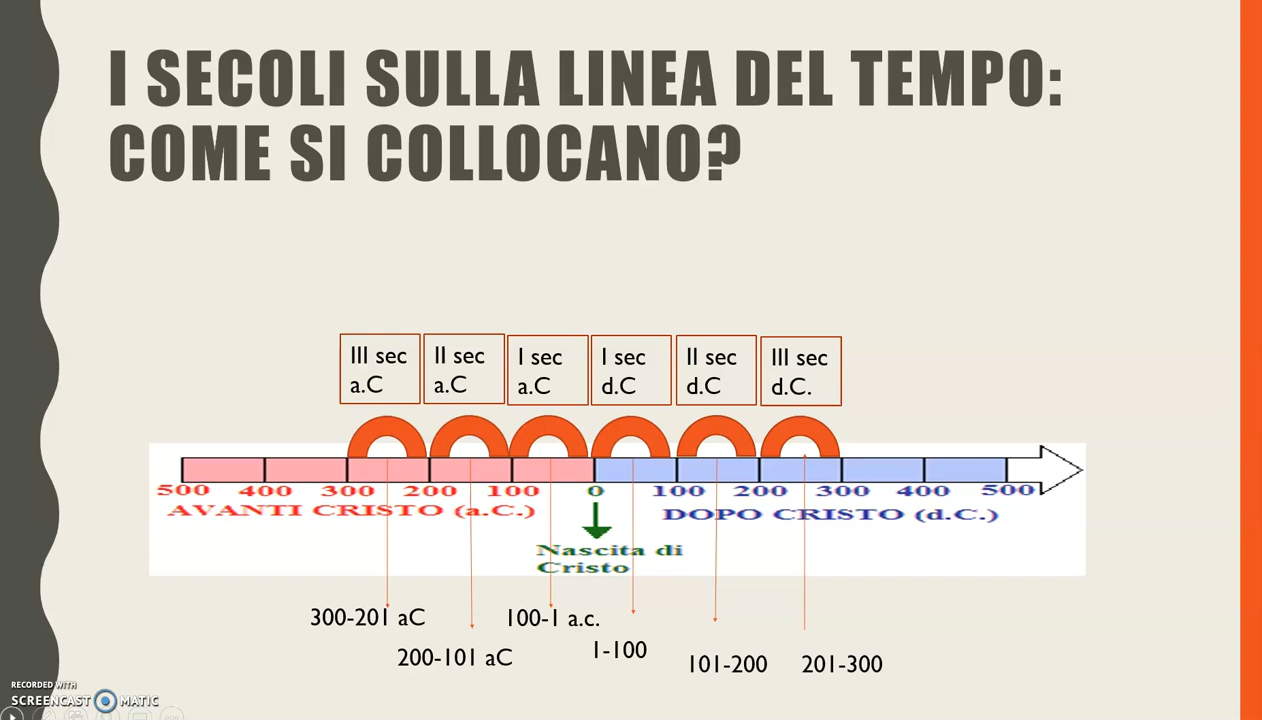 I SECOLI SULLA LINEA DEL TEMPO:
COME SI COLLOCANO?
III sec
a.C
II sec
a.C
I sec
a.C
I sec
d.C
II sec
d.C
III sec
d.C.
500 400 300 200 100 0 100 200 300 400 500
AVANTI CRISTO (a.C.)
DOPO CRISTO (d.C.)
Nascita di
Cristo
300-201 aC
200-101 aC
100-1 a.c.
1-100
101-200
201-300
RECORDED WITH
SCREENCAST MATIC